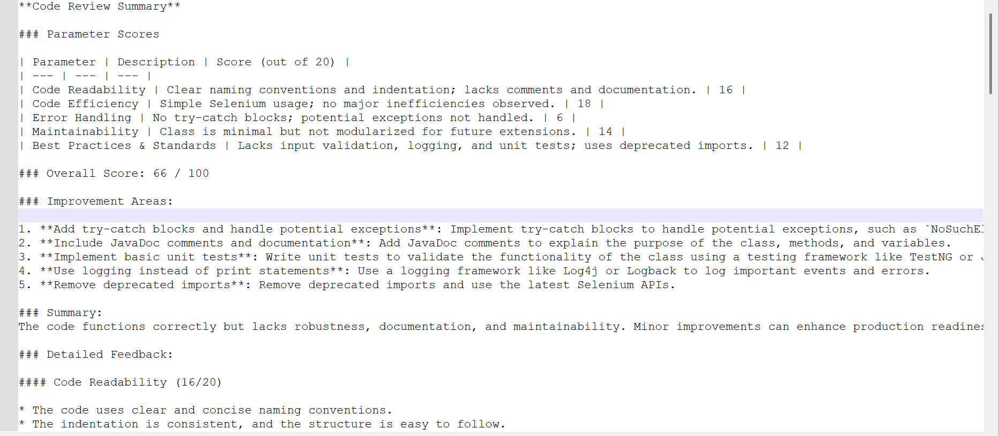 **Code Review Summary**
### Parameter Scores
| Parameter | Description | Score (out of 20) |
| --- | --- | --- |
| Code Readability | Clear naming conventions and indentation; lacks comments and documentation. | 16 |
| Code Efficiency | Simple Selenium usage; no major inefficiencies observed. | 18 |
| Error Handling | No try-catch blocks; potential exceptions not handled. | 6 |
| Maintainability | Class is minimal but not modularized for future extensions. | 14 |
| Best Practices & Standards | Lacks input validation, logging, and unit tests; uses deprecated imports. | 12 |
### Overall Score: 66 / 100
### Improvement Areas:
1. **Add try-catch blocks and handle potential exceptions**: Implement try-catch blocks to handle potential exceptions, such as `NoSuchE
2. **Include JavaDoc comments and documentation**: Add JavaDoc comments to explain the purpose of the class, methods, and variables.
3. **Implement basic unit tests**: Write unit tests to validate the functionality of the class using a testing framework like TestNG or
4. **Use logging instead of print statements**: Use a logging framework like Log4j or Logback to log important events and errors.
5. **Remove deprecated imports**: Remove deprecated imports and use the latest Selenium APIs.
### Summary:
The code functions correctly but lacks robustness, documentation, and maintainability. Minor improvements can enhance production readines
### Detailed Feedback:
#### Code Readability (16/20)
* The code uses clear and concise naming conventions.
* The indentation is consistent, and the structure is easy to follow.